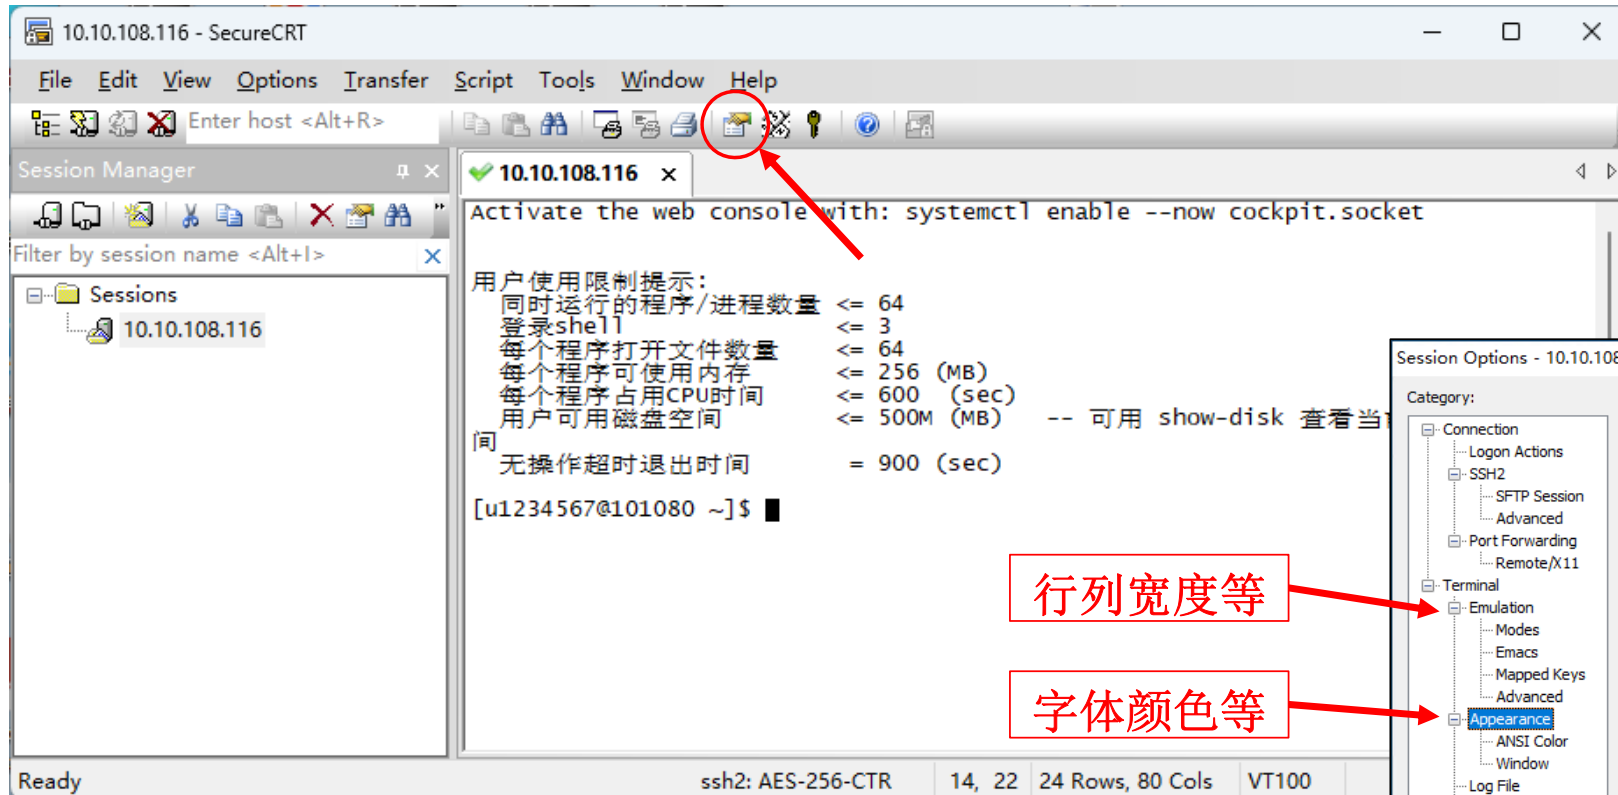 10.10.108.116 - SecureCRT
File Edit View Options Transfer Script Tools Window Help
Enter host <Alt+R>
Session Manager
10.10.108.116
Filter by session name <Alt+I>
Sessions
10.10.108.116
Activate the web console with: systemctl enable --now cockpit.socket
用户使用限制提示:
同时运行的程序/进程数量 <= 64
登录shell <= 3
每个程序打开文件数量 <= 64
每个程序可使用内存 <= 256 (MB)
每个程序占用CPU时间 <= 600 (sec)
用户可用磁盘空间 <= 500M (MB) -- 可用 show-disk 查看当
间
无操作超时退出时间 = 900 (sec)
[u1234567@101080 ~]$
行列宽度等
字体颜色等
Session Options - 10.10.108
Category:
Connection
Logon Actions
SSH2
SFTP Session
Advanced
Port Forwarding
Remote/X11
Terminal
Emulation
Modes
Emacs
Mapped Keys
Advanced
Appearance
ANSI Color
Window
Log File
Ready ssh2: AES-256-CTR 14, 22 24 Rows, 80 Cols VT100